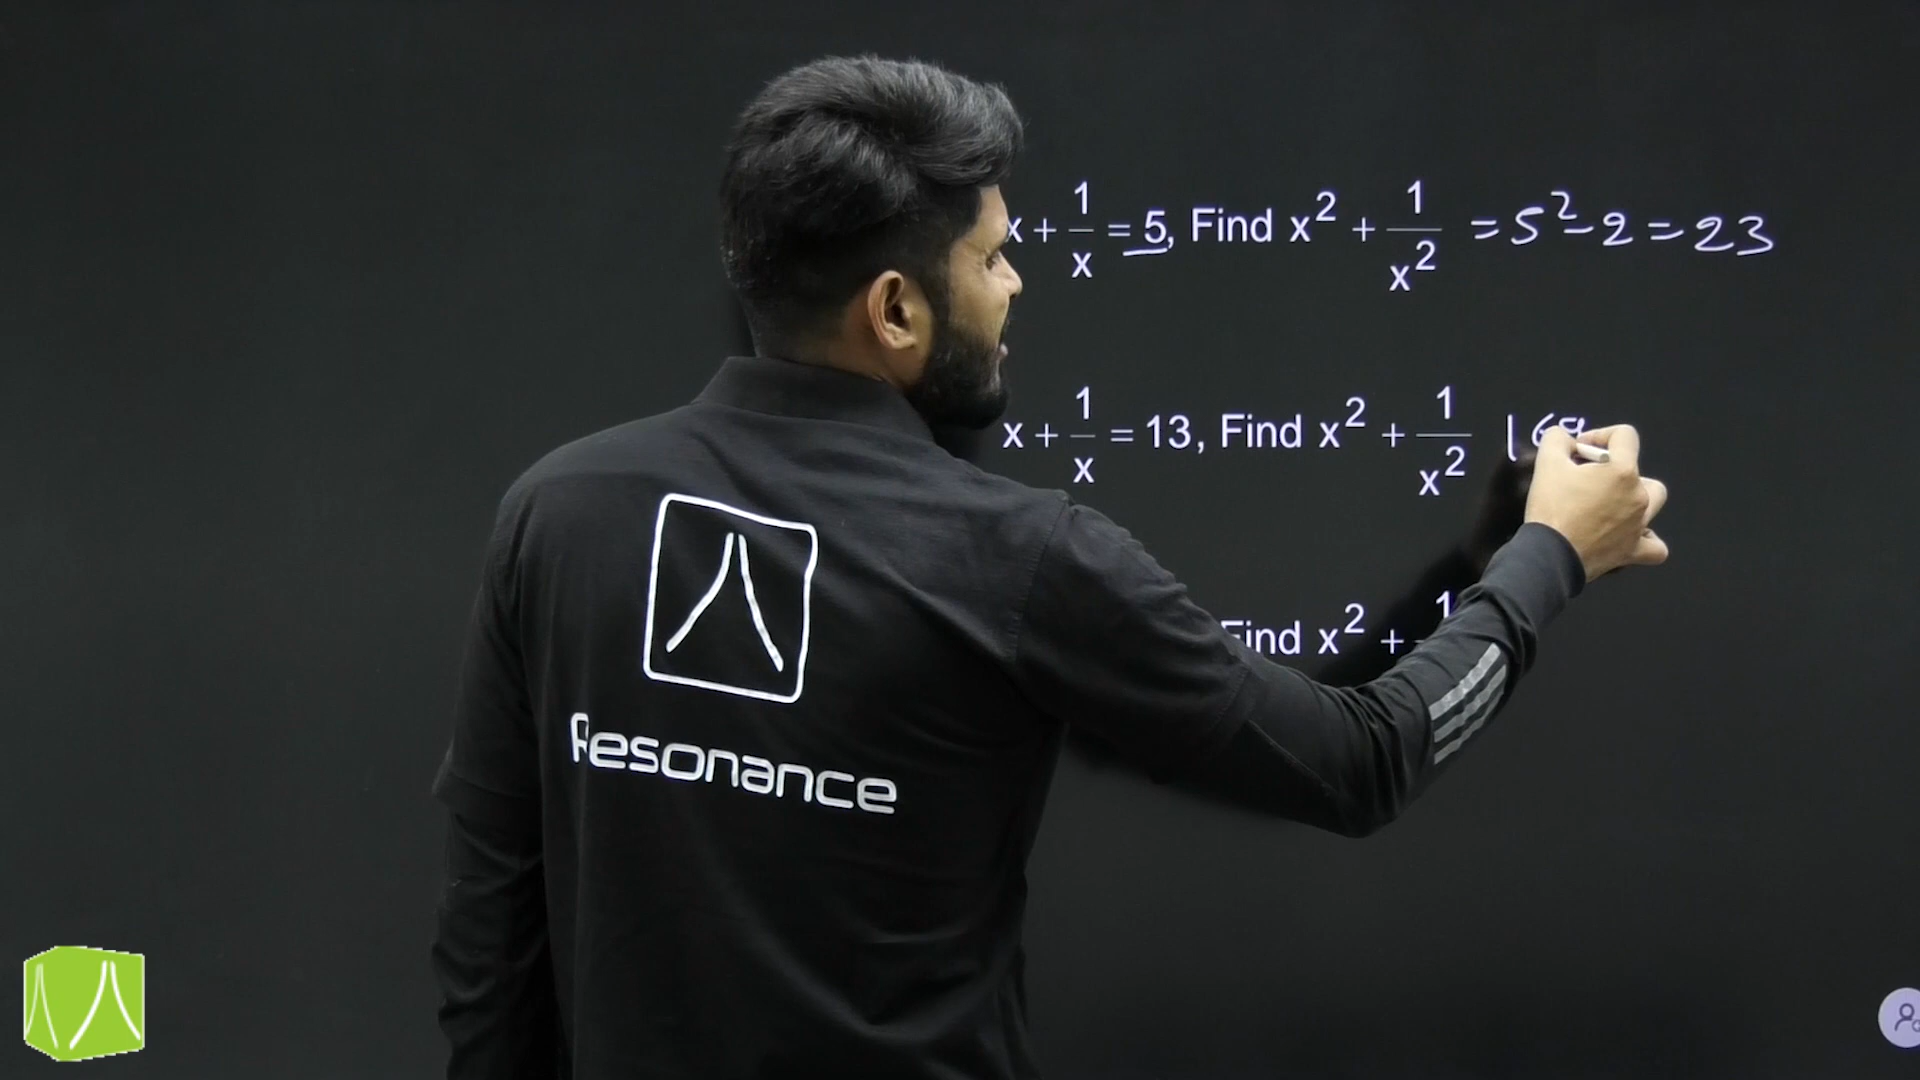 x + 1/x = 5, Find x² + 1/x² = 5² - 2 = 23
x + 1/x = 13, Find x² + 1/x²
Find x² +
Resonance